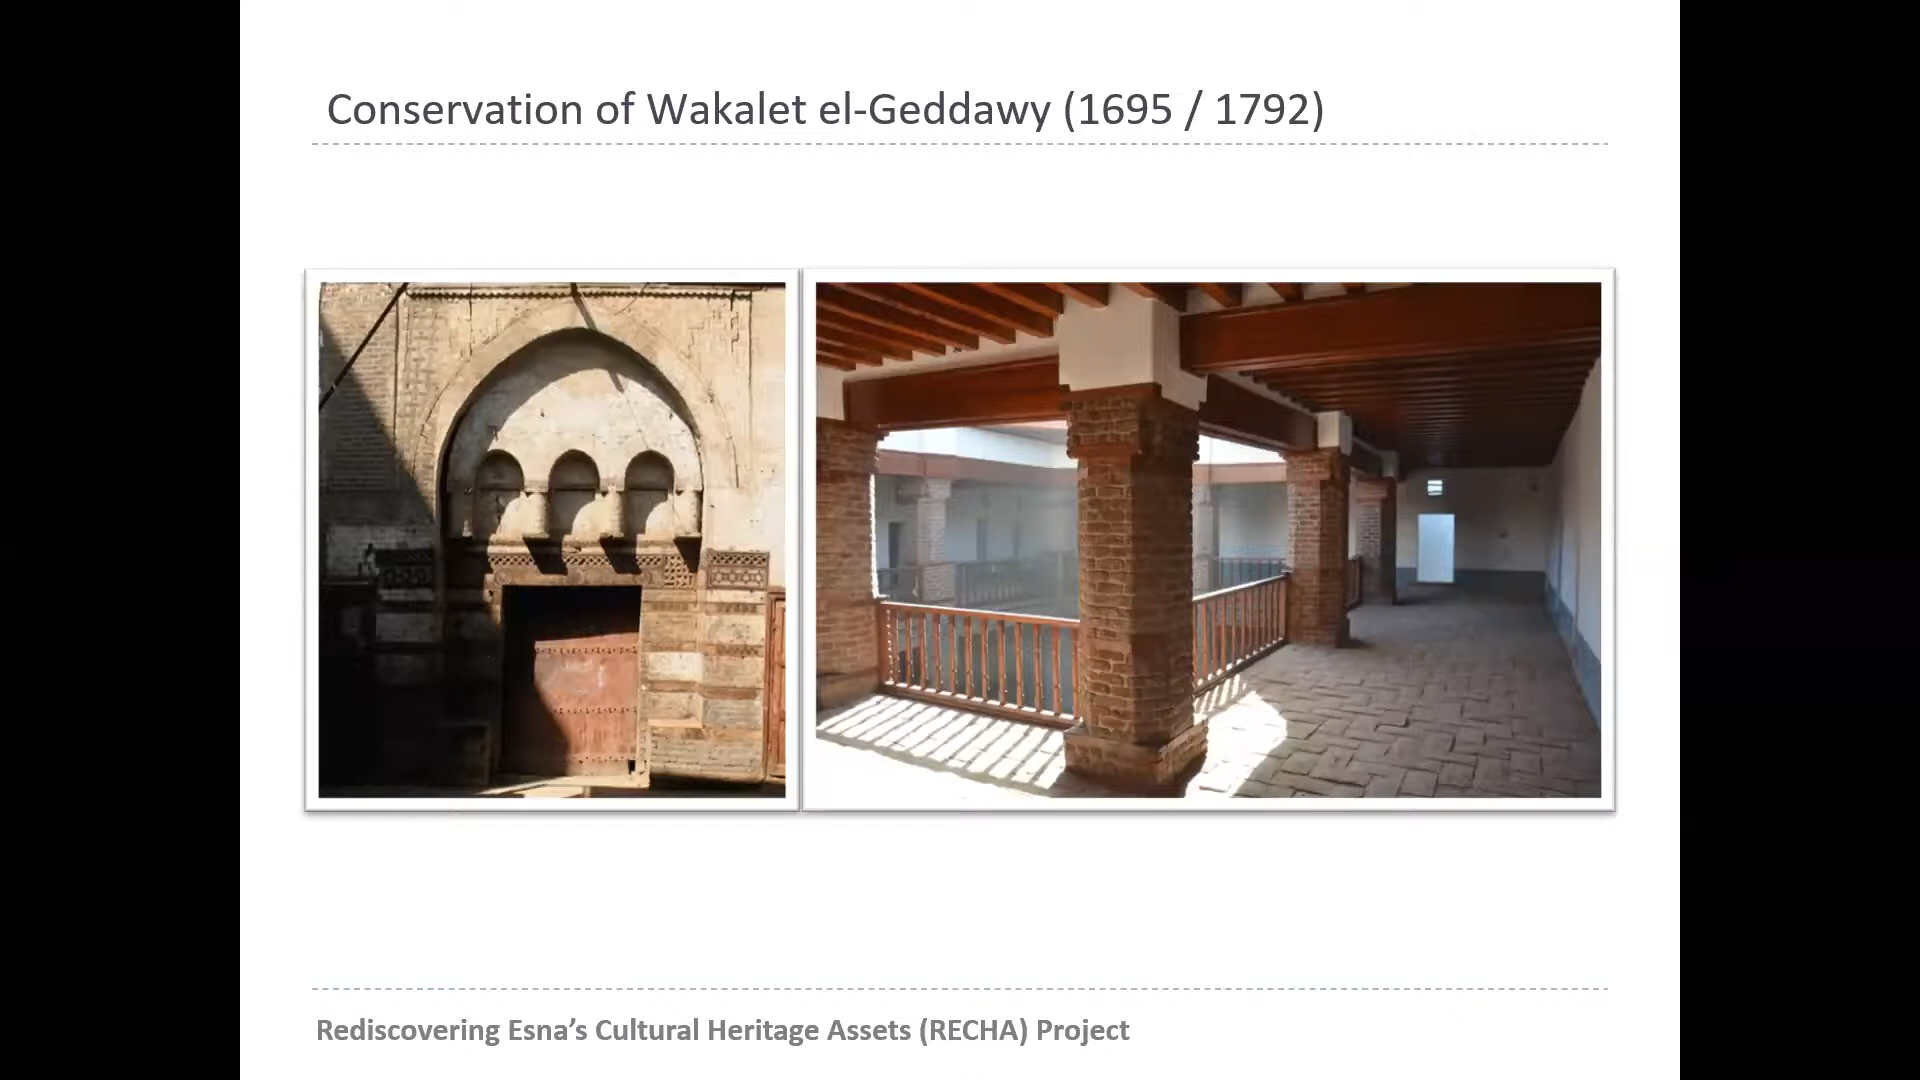 Conservation of Wakalet el-Geddawy (1695 / 1792)
Rediscovering Esna’s Cultural Heritage Assets (RECHA) Project